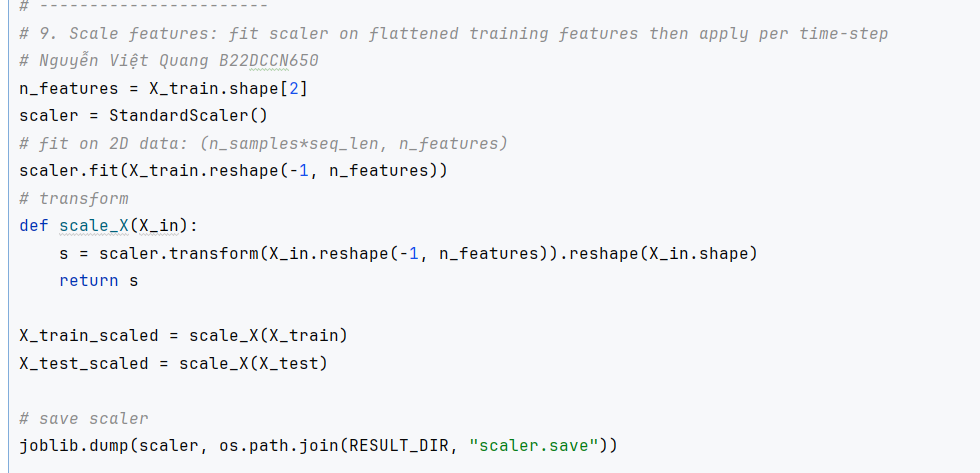 # -----------------------
# 9. Scale features: fit scaler on flattened training features then apply per time-step
# Nguyễn Việt Quang B22DCCN650
n_features = X_train.shape[2]
scaler = StandardScaler()
# fit on 2D data: (n_samples*seq_len, n_features)
scaler.fit(X_train.reshape(-1, n_features))
# transform
def scale_X(X_in):
    s = scaler.transform(X_in.reshape(-1, n_features)).reshape(X_in.shape)
    return s

X_train_scaled = scale_X(X_train)
X_test_scaled = scale_X(X_test)

# save scaler
joblib.dump(scaler, os.path.join(RESULT_DIR, "scaler.save"))